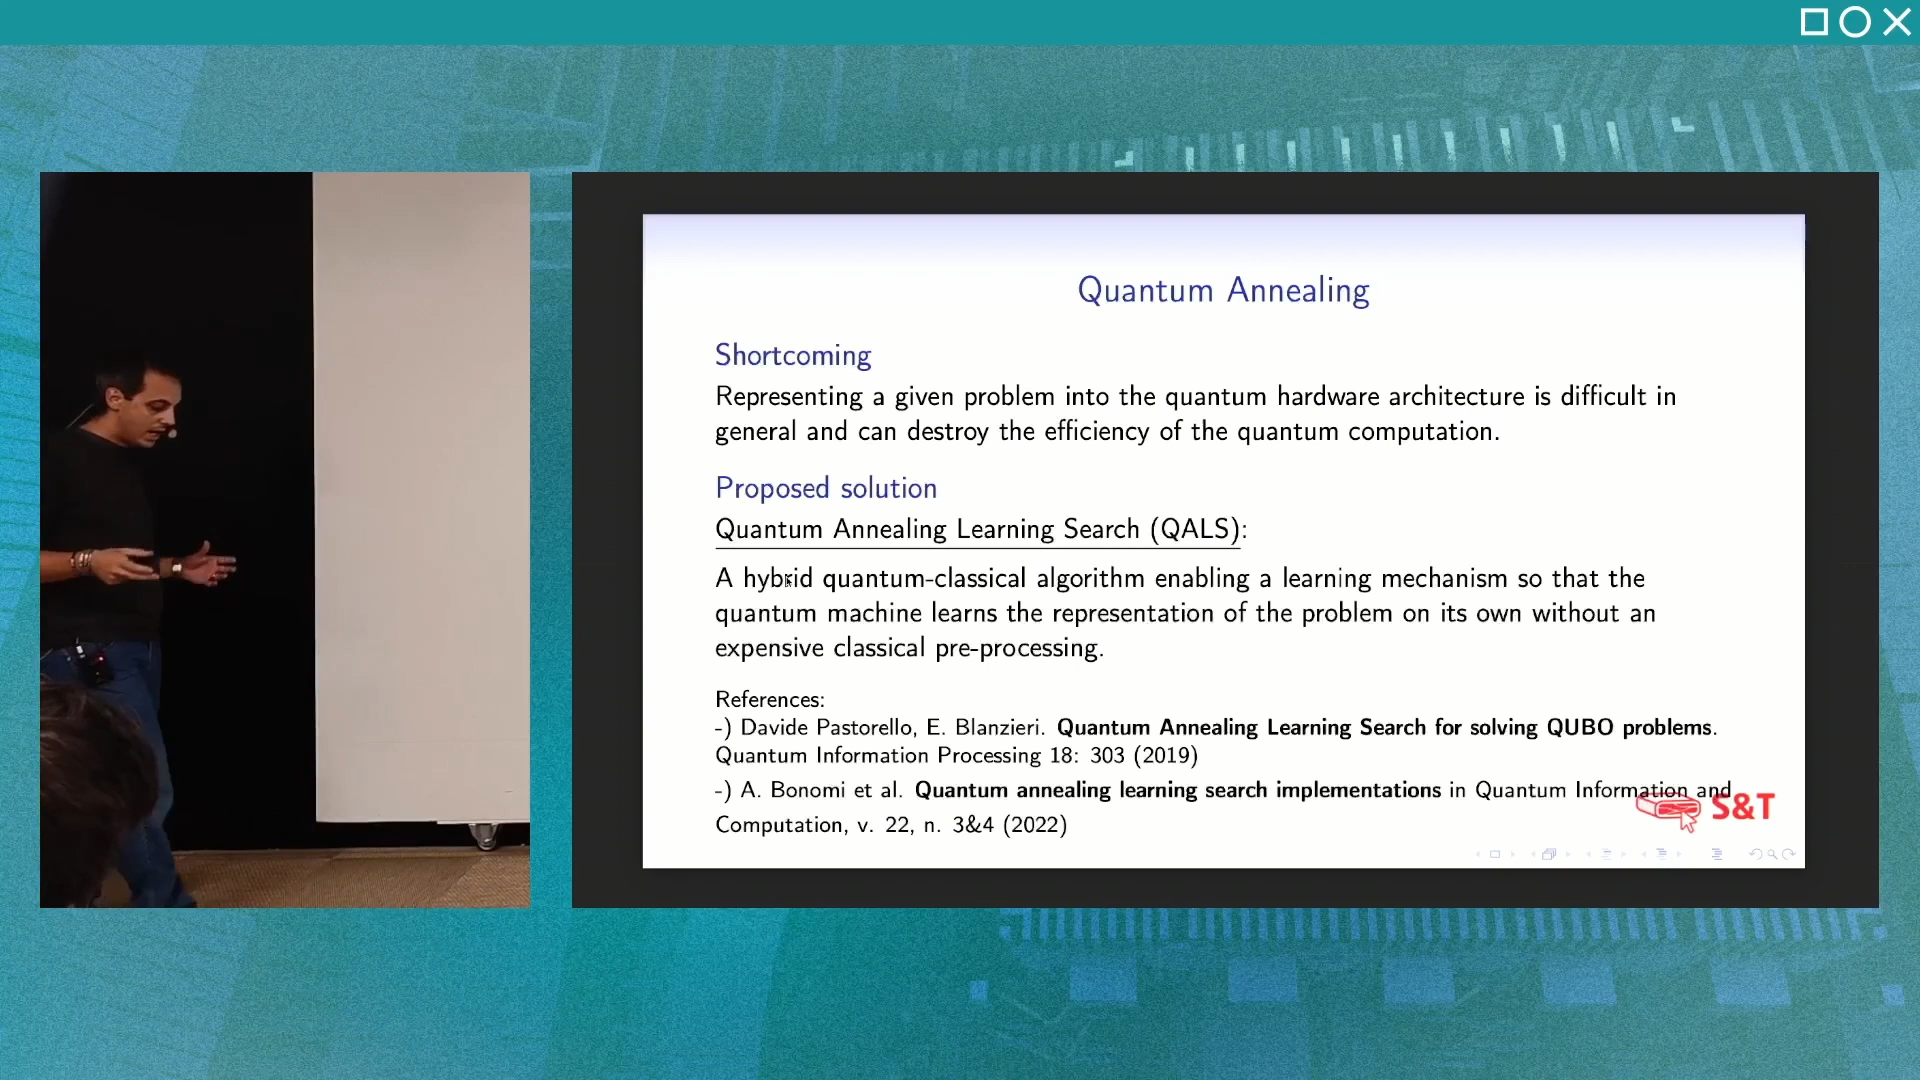 Quantum Annealing
Shortcoming
Representing a given problem into the quantum hardware architecture is difficult in
general and can destroy the efficiency of the quantum computation.
Proposed solution
Quantum Annealing Learning Search (QALS):
A hybrid quantum-classical algorithm enabling a learning mechanism so that the
quantum machine learns the representation of the problem on its own without an
expensive classical pre-processing.
References:
-) Davide Pastorello, E. Blanzieri. Quantum Annealing Learning Search for solving QUBO problems.
Quantum Information Processing 18: 303 (2019)
-) A. Bonomi et al. Quantum annealing learning search implementations in Quantum Information and
Computation, v. 22, n. 3&4 (2022)
S&T